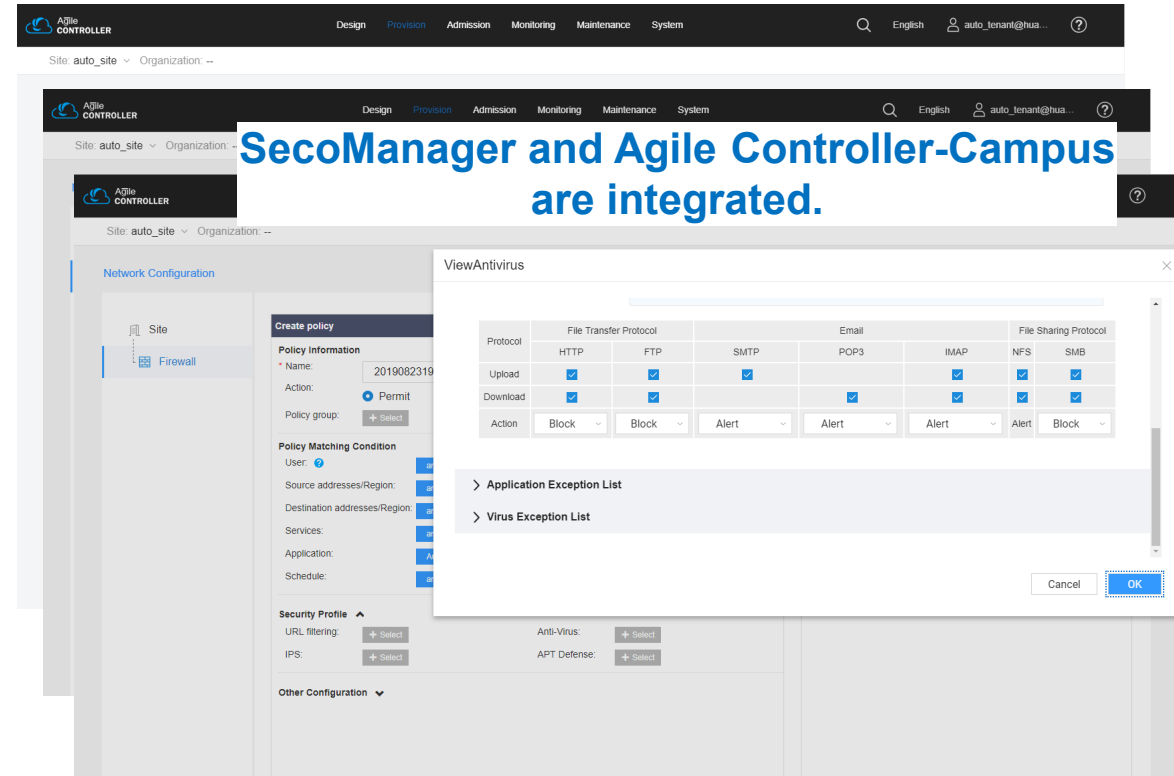 Agile
CONTROLLER
Design Provision Admission Monitoring Maintenance System
English auto_tenant@hua... ?
Site: auto_site Organization: --
Agile
CONTROLLER
Design Provision Admission Monitoring Maintenance System
English auto_tenant@hua... ?
Site: auto_site Organization: --
SecoManager and Agile Controller-Campus
are integrated.
Agile
CONTROLLER
?
Site: auto_site Organization: --
Network Configuration
Site
Firewall
Create policy
Policy Information
* Name: 2019082319
Action: Permit
Policy group: + Select
Policy Matching Condition
User: ?
Source addresses/Region:
Destination addresses/Region:
Services:
Application:
Schedule:
Security Profile
URL filtering: + Select Anti-Virus: + Select
IPS: + Select APT Defense: + Select
Other Configuration
ViewAntivirus
Protocol File Transfer Protocol Email File Sharing Protocol
HTTP FTP SMTP POP3 IMAP NFS SMB
Upload
Download
Action Block Block Alert Alert Alert Alert Block
Application Exception List
Virus Exception List
Cancel OK